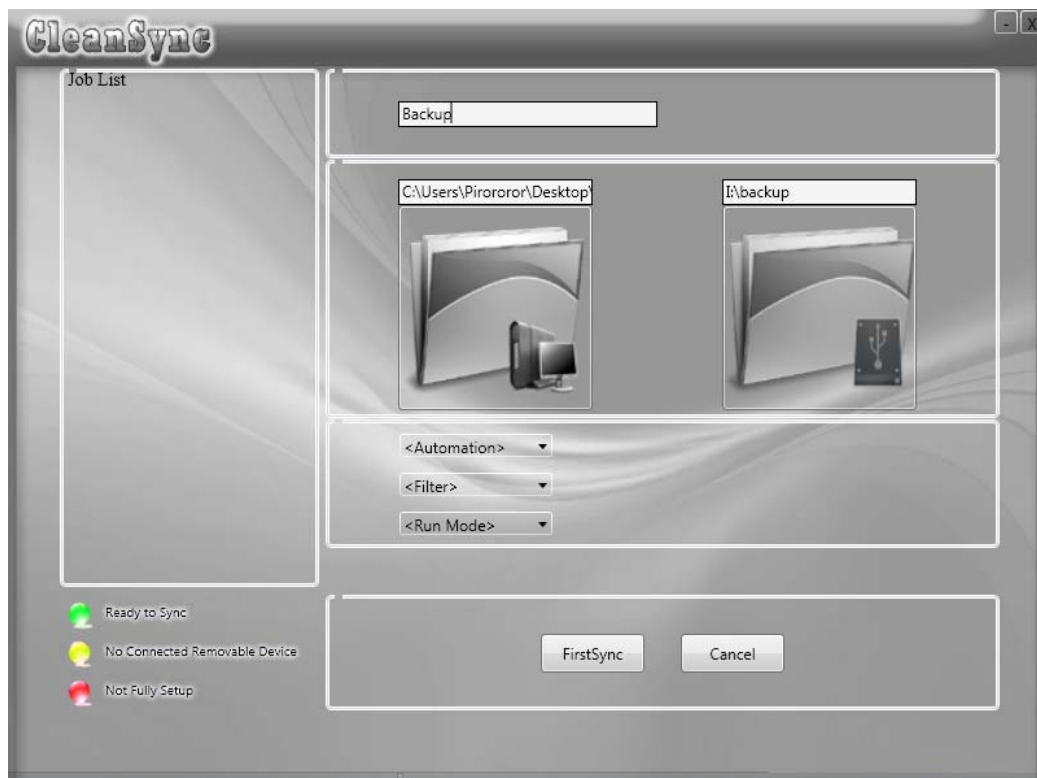 CleanSync
- X
Job List
Backup
C:\Users\Pirororor\Desktop\
I:\backup
<Automation>
<Filter>
<Run Mode>
Ready to Sync
No Connected Removable Device
Not Fully Setup
FirstSync
Cancel